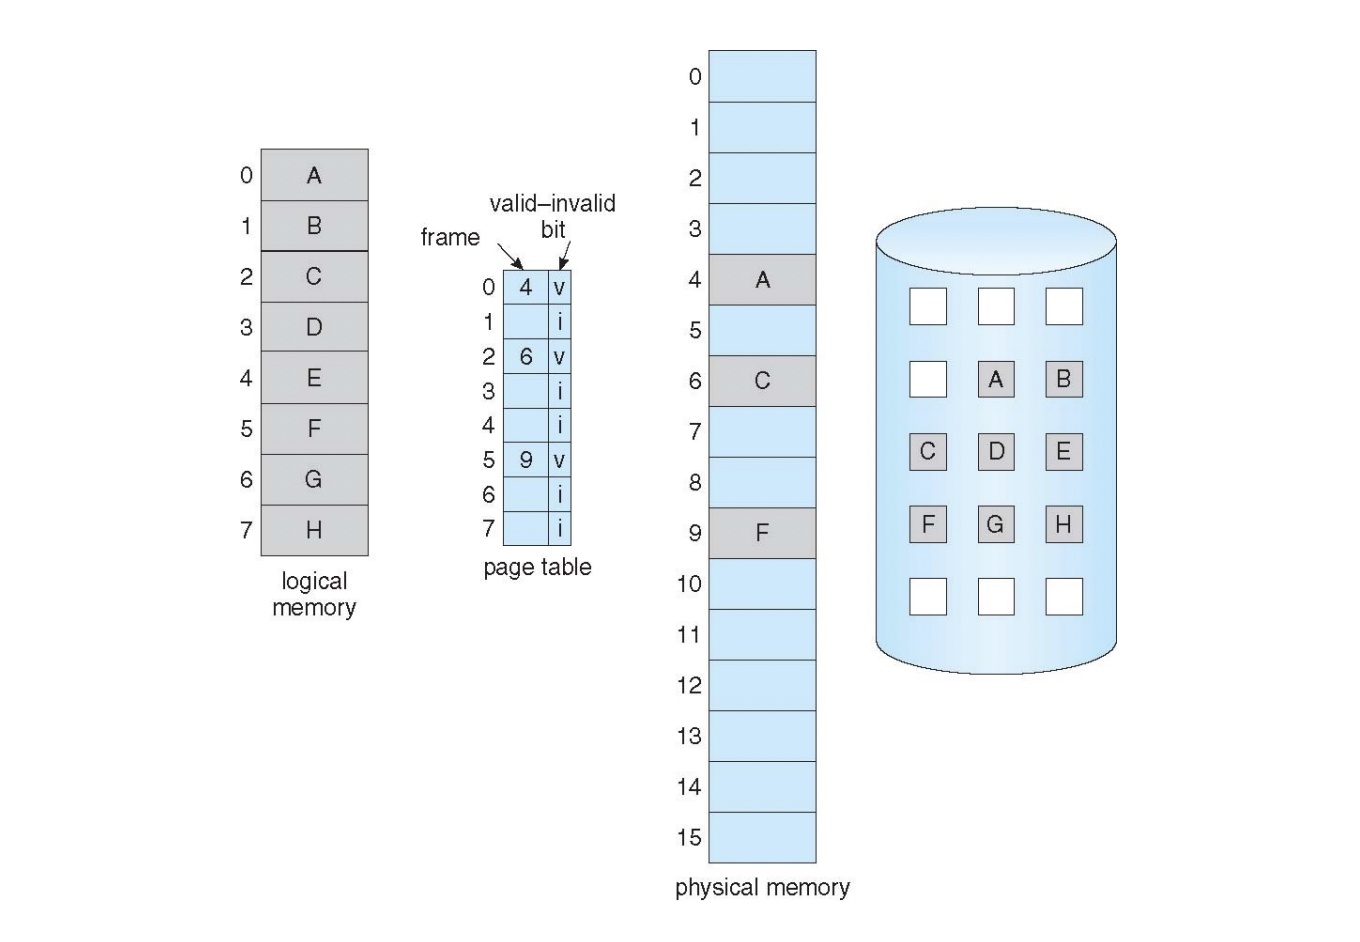 0 A
1 B
2 C
3 D
4 E
5 F
6 G
7 H
logical
memory
valid–invalid
bit
frame
0 4 v
1 i
2 6 v
3 i
4 i
5 9 v
6 i
7 i
page table
0
1
2
3
4 A
5
6 C
7
8
9 F
10
11
12
13
14
15
physical memory
A B
C D E
F G H